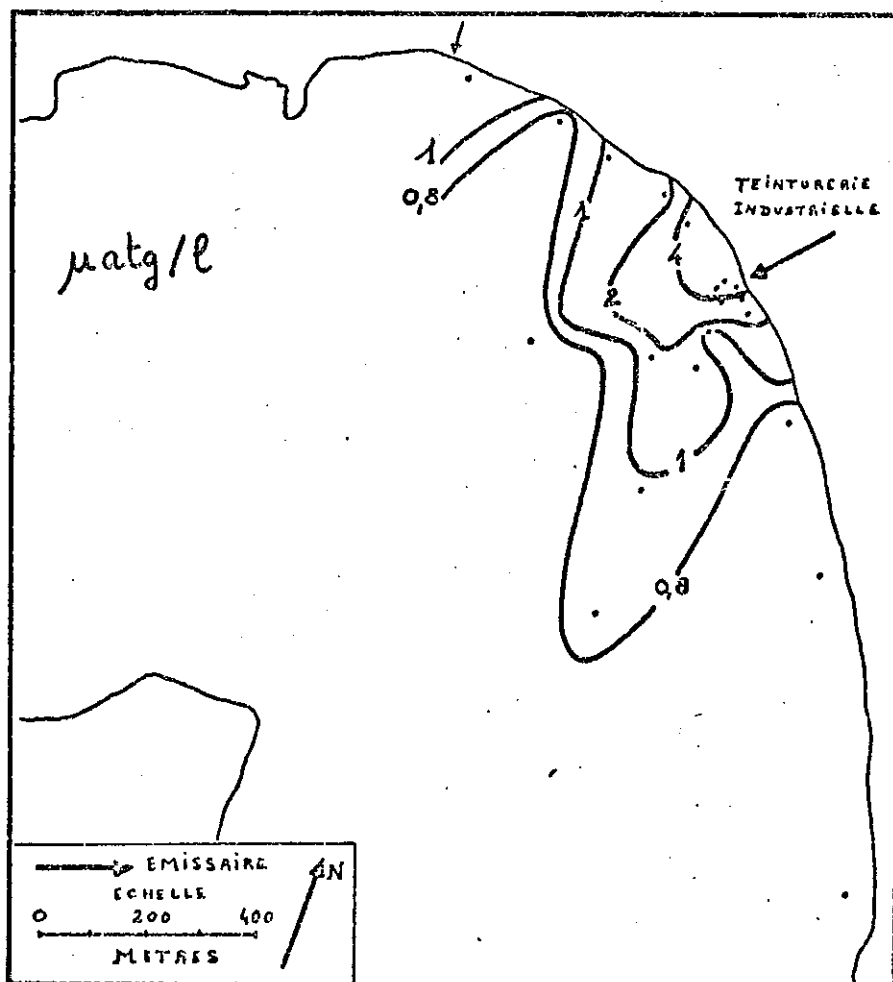 1
0,8
TEINTURERIE
INDUSTRIELLE
µatg/l
1
4
2
1
0,8
EMISSAIRE
N
ECHELLE
0 200 400
METRES